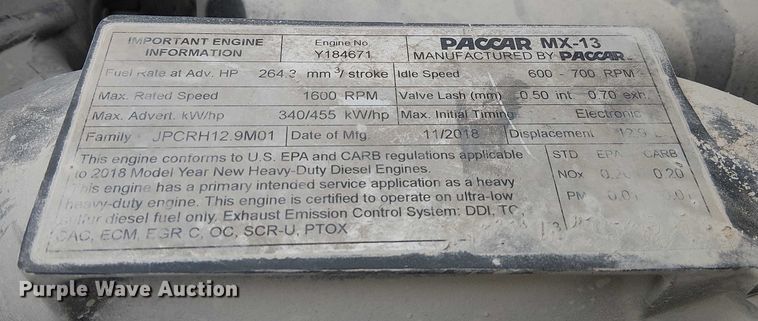 IMPORTANT ENGINE INFORMATION
Engine No.
Y184671
PACCAR MX-13
MANUFACTURED BY PACCAR
Fuel Rate at Adv. HP 264.3 mm³/stroke
Idle Speed 600 - 700 RPM
Max. Rated Speed 1600 RPM
Valve Lash (mm) 0.50 int. 0.70 exh.
Max. Advert. kW/hp 340/455 kW/hp
Max. Initial Timing Electronic
Family JPCRH12.9M01
Date of Mfg. 11/2018
Displacement
This engine conforms to U.S. EPA and CARB regulations applicable
to 2018 Model Year New Heavy-Duty Diesel Engines.
This engine has a primary intended service application as a heavy
heavy-duty engine. This engine is certified to operate on ultra-low
sulfur diesel fuel only. Exhaust Emission Control System: DDI, TC,
CAC, ECM, EGR C, OC, SCR-U, PTOX
STD EPA CARB
NOx 0.20 0.20
PM
Purple Wave Auction